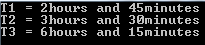 T1 = 2hours and 45minutes
T2 = 3hours and 30minutes
T3 = 6hours and 15minutes